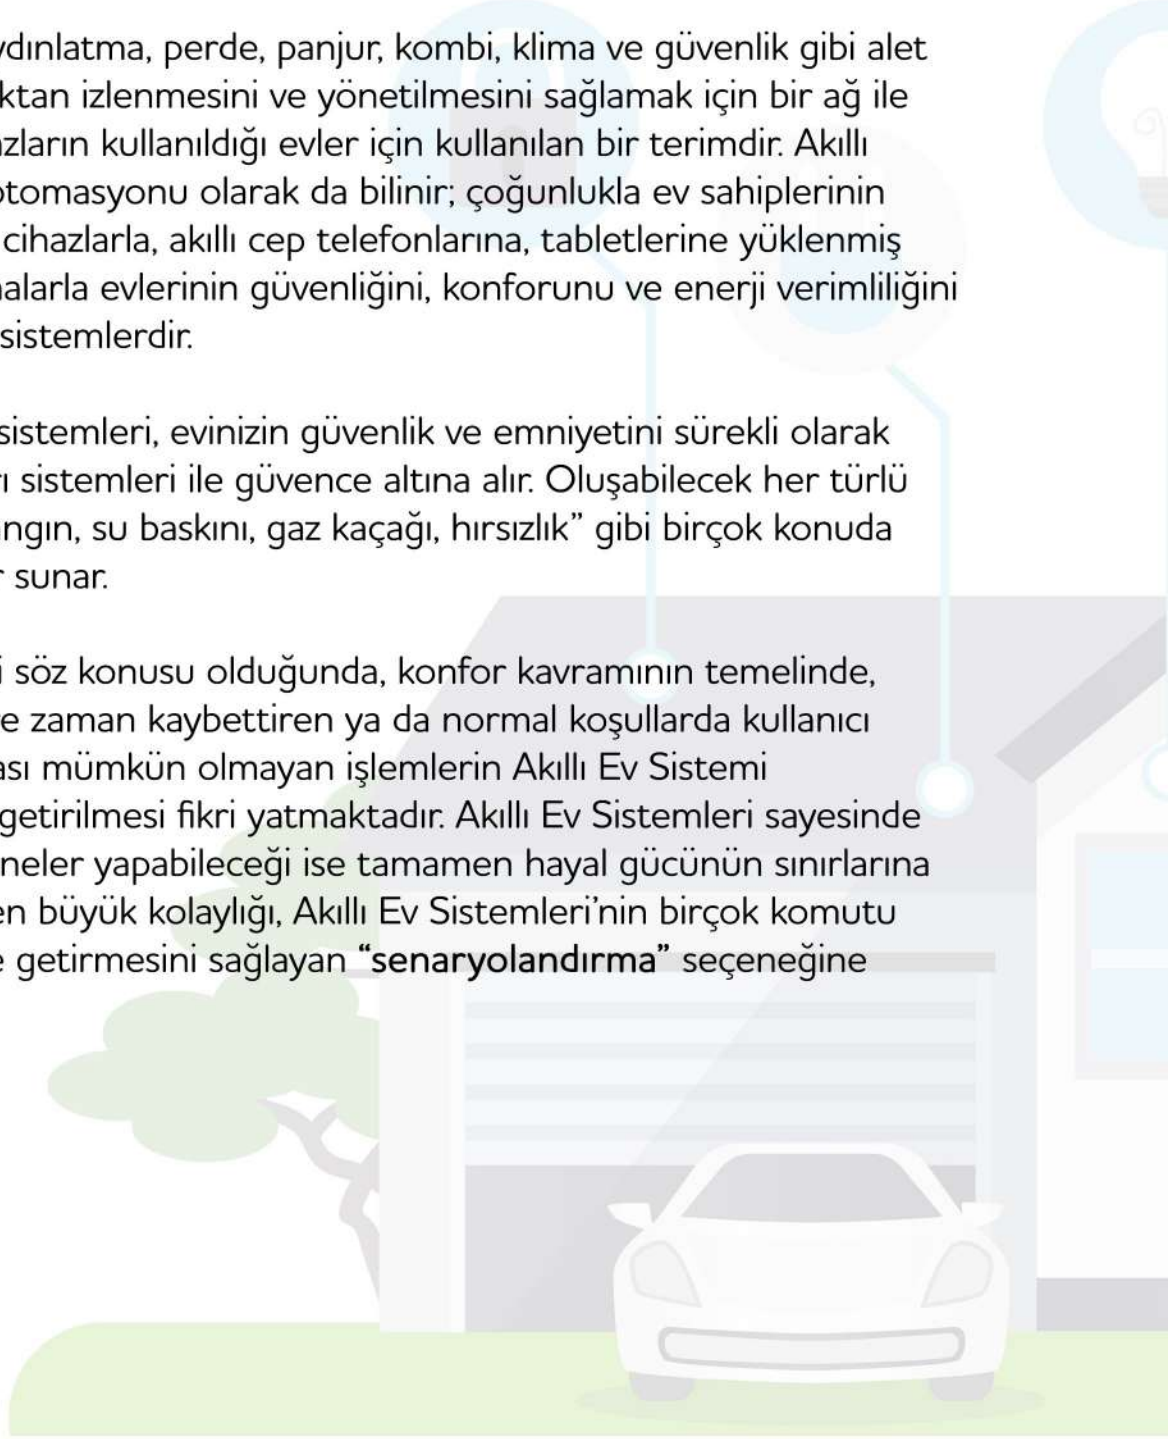 ydınlatma, perde, panjur, kombi, klima ve güvenlik gibi alet
ktan izlenmesini ve yönetilmesini sağlamak için bir ağ ile
zların kullanıldığı evler için kullanılan bir terimdir. Akıllı
tomasyonu olarak da bilinir; çoğunlukla ev sahiplerinin
cihazlarla, akıllı cep telefonlarına, tabletlerine yüklenmiş
alarla evlerinin güvenliğini, konforunu ve enerji verimliliğini
sistemlerdir.
sistemleri, evinizin güvenlik ve emniyetini sürekli olarak
ı sistemleri ile güvence altına alır. Oluşabilecek her türlü
ngın, su baskını, gaz kaçağı, hırsızlık” gibi birçok konuda
r sunar.
i söz konusu olduğunda, konfor kavramının temelinde,
e zaman kaybettiren ya da normal koşullarda kullanıcı
ası mümkün olmayan işlemlerin Akıllı Ev Sistemi
getirilmesi fikri yatmaktadır. Akıllı Ev Sistemleri sayesinde
neler yapabileceği ise tamamen hayal gücünün sınırlarına
en büyük kolaylığı, Akıllı Ev Sistemleri’nin birçok komutu
e getirmesini sağlayan “senaryolandırma” seçeneğine